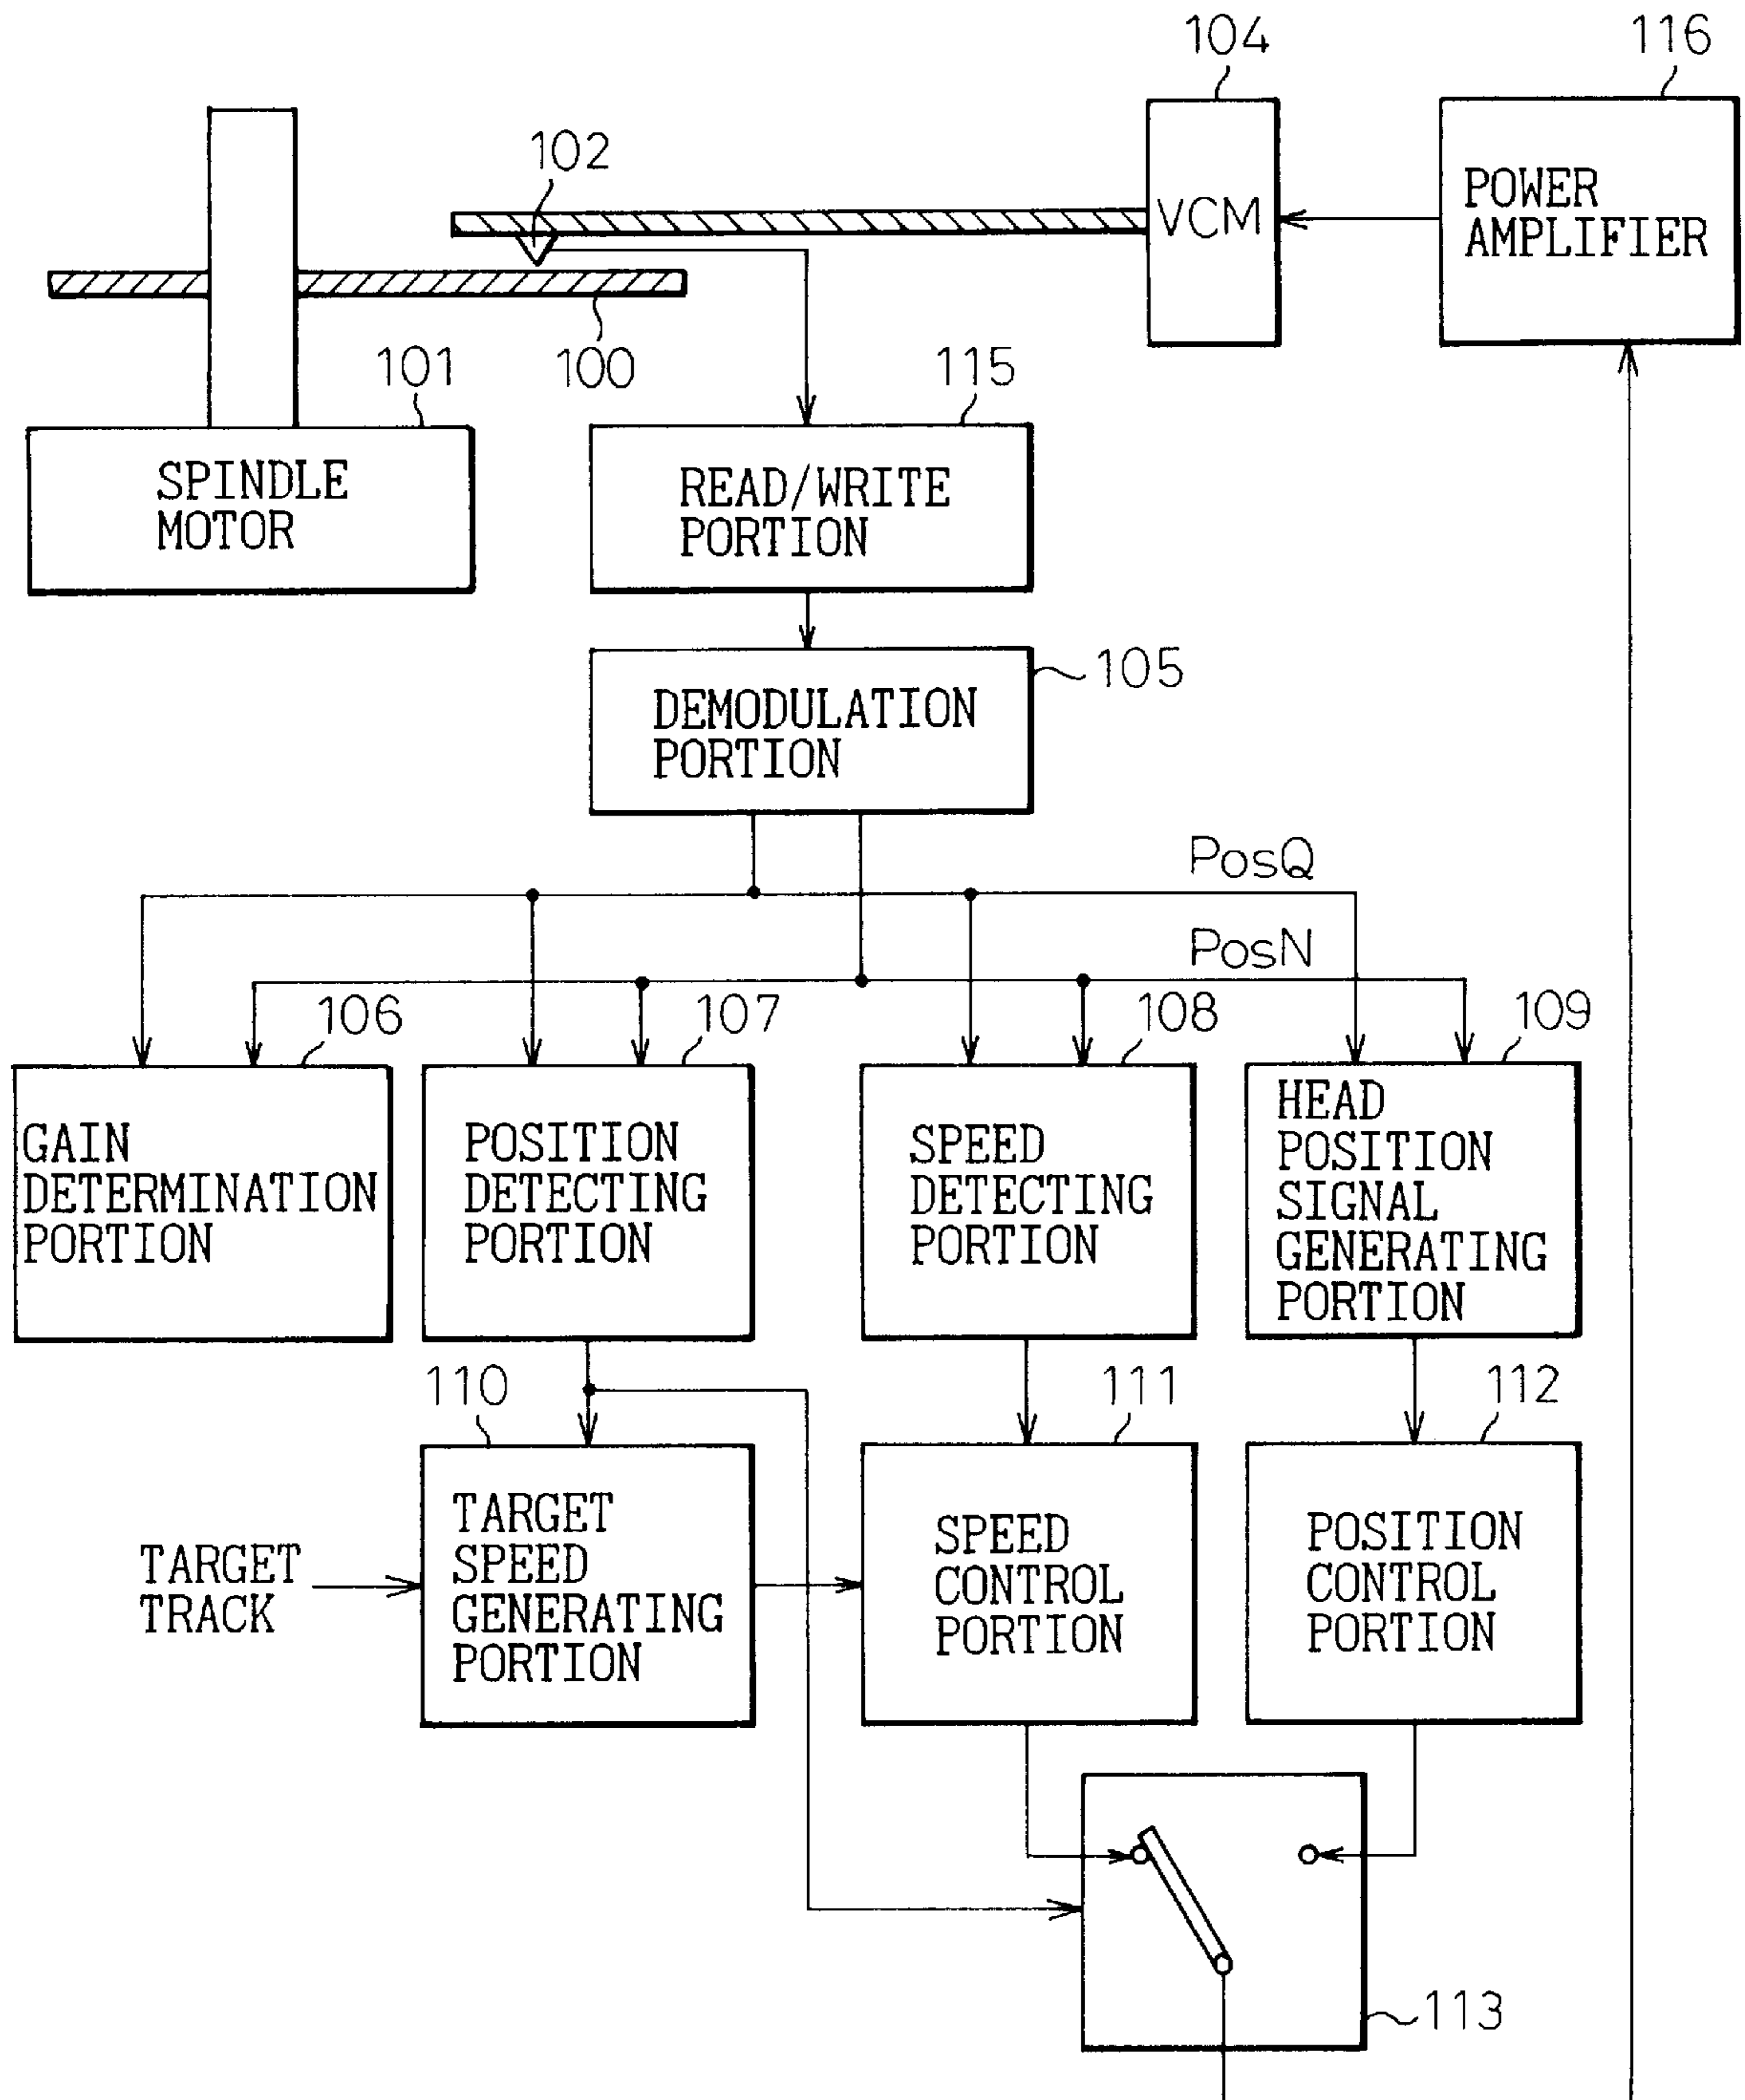 104
116
102
VCM
POWER
AMPLIFIER
101
100
115
SPINDLE
MOTOR
READ/WRITE
PORTION
105
DEMODULATION
PORTION
PosQ
PosN
106
107
108
109
GAIN
DETERMINATION
PORTION
POSITION
DETECTING
PORTION
SPEED
DETECTING
PORTION
HEAD
POSITION
SIGNAL
GENERATING
PORTION
110
111
112
TARGET
TRACK
TARGET
SPEED
GENERATING
PORTION
SPEED
CONTROL
PORTION
POSITION
CONTROL
PORTION
113